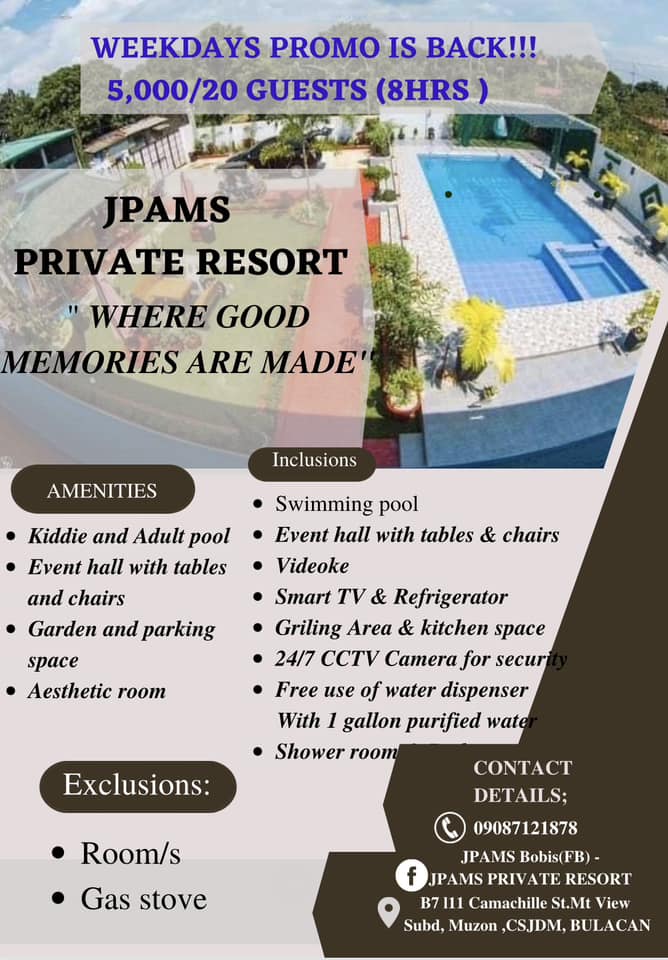 WEEKDAYS PROMO IS BACK!!!
5,000/20 GUESTS (8HRS )
JPAMS
PRIVATE RESORT
" WHERE GOOD
MEMORIES ARE MADE"
AMENITIES
Kiddie and Adult pool
Event hall with tables
and chairs
Garden and parking
space
Aesthetic room
Inclusions
Swimming pool
Event hall with tables & chairs
Videoke
Smart TV & Refrigerator
Griling Area & kitchen space
24/7 CCTV Camera for security
Free use of water dispenser
With 1 gallon purified water
Shower room
Exclusions:
Room/s
Gas stove
CONTACT
DETAILS;
09087121878
JPAMS Bobis(FB) -
JPAMS PRIVATE RESORT
B7 l11 Camachille St.Mt View
Subd, Muzon ,CSJDM, BULACAN